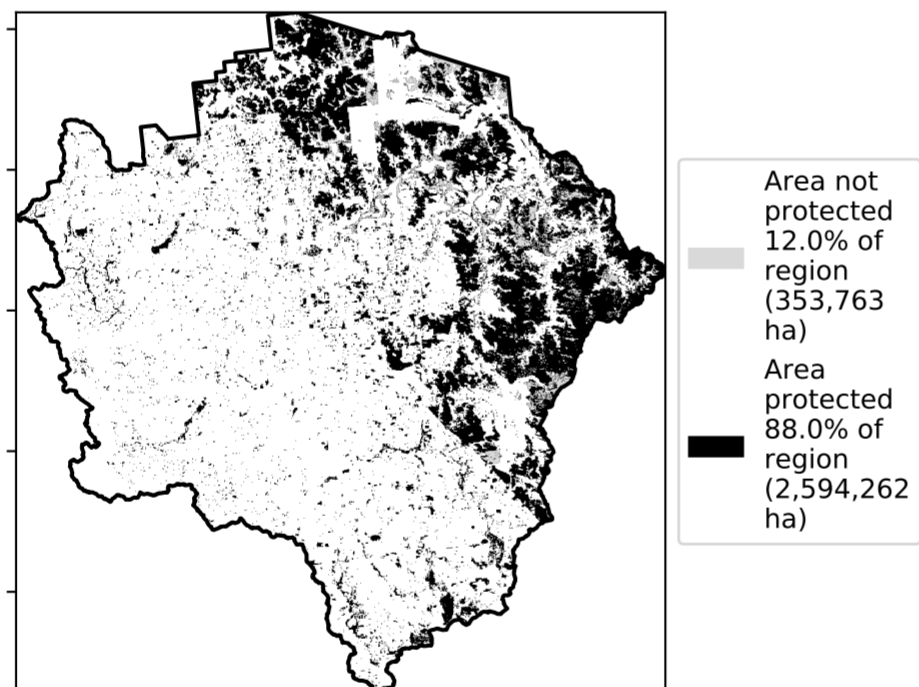 Area not
protected
12.0% of
region
(353,763
ha)
Area
protected
88.0% of
region
(2,594,262
ha)